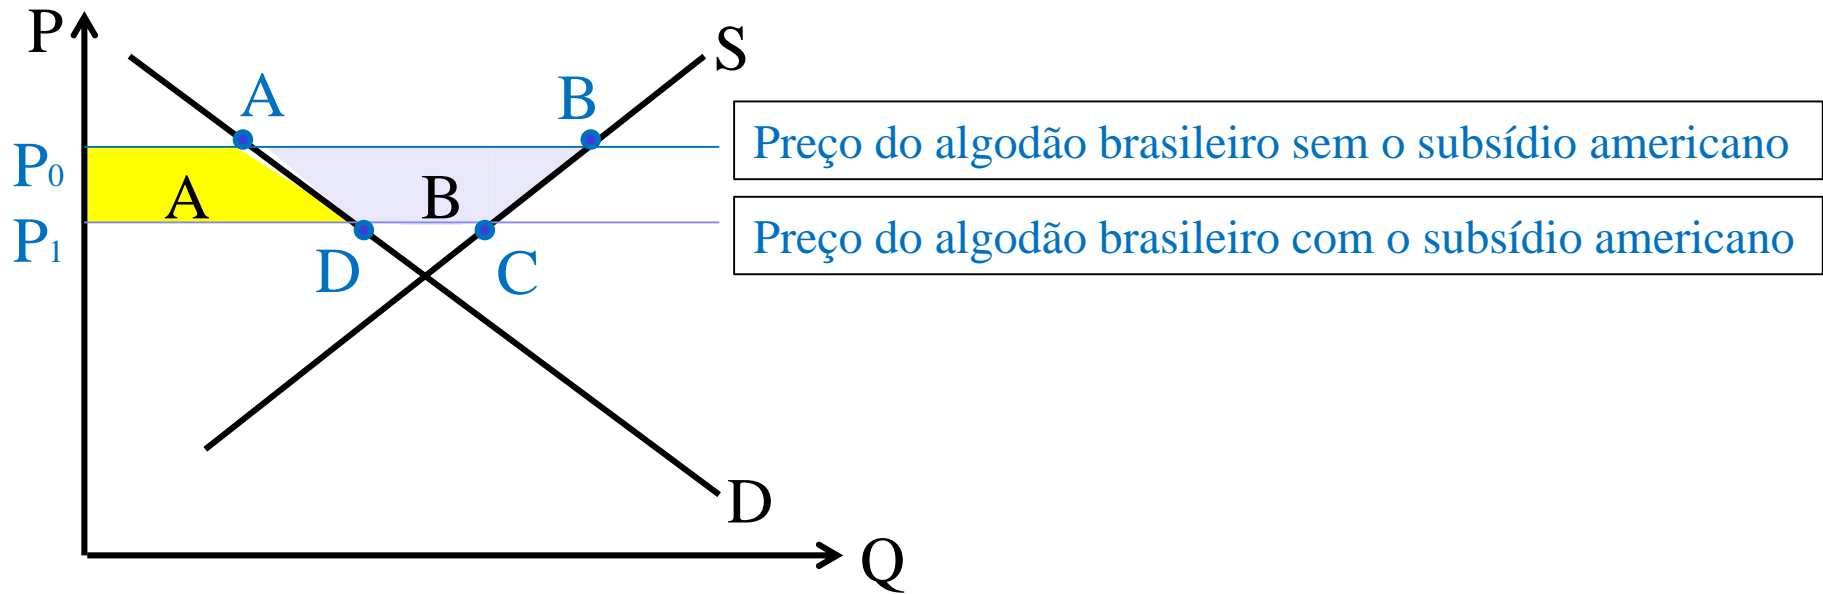 P
S
A
B
Preço do algodão brasileiro sem o subsídio americano
P0
A
B
P1
Preço do algodão brasileiro com o subsídio americano
D
C
D
Q